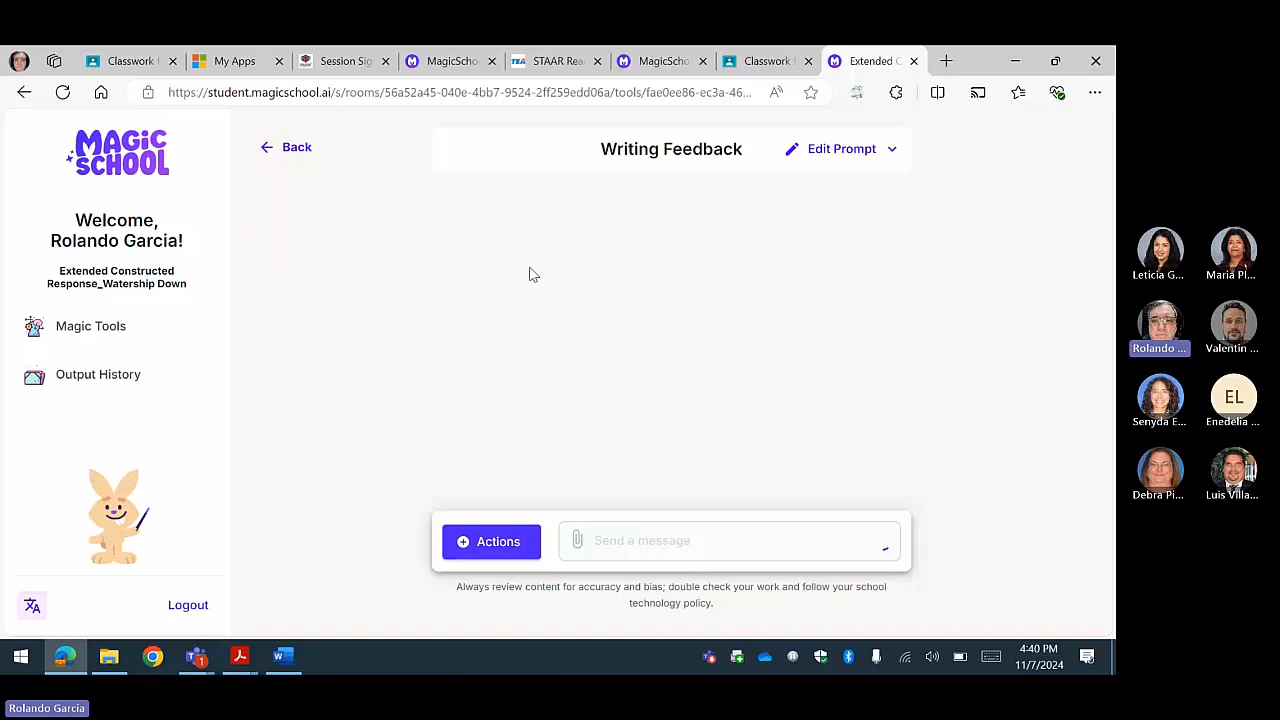 Classwork f
My Apps
Session Sig
MagicScho
STAAR Rea
MagicScho
Classwork f
Extended C
https://student.magicschool.ai/s/rooms/56a52a45-040e-4bb7-9524-2ff259edd06a/tools/fae0ee86-ec3a-46...
MAGIC SCHOOL
Back
Writing Feedback
Edit Prompt
Welcome,
Rolando Garcia!
Extended Constructed
Response_Watership Down
Magic Tools
Output History
Logout
Actions
Send a message
Always review content for accuracy and bias; double check your work and follow your school
technology policy.
Leticia G...
Maria Pl...
Rolando ...
Valentin ...
Senyda E...
EL
Enedelia ...
Debra Pi...
Luis Villa...
4:40 PM
11/7/2024
Rolando Garcia